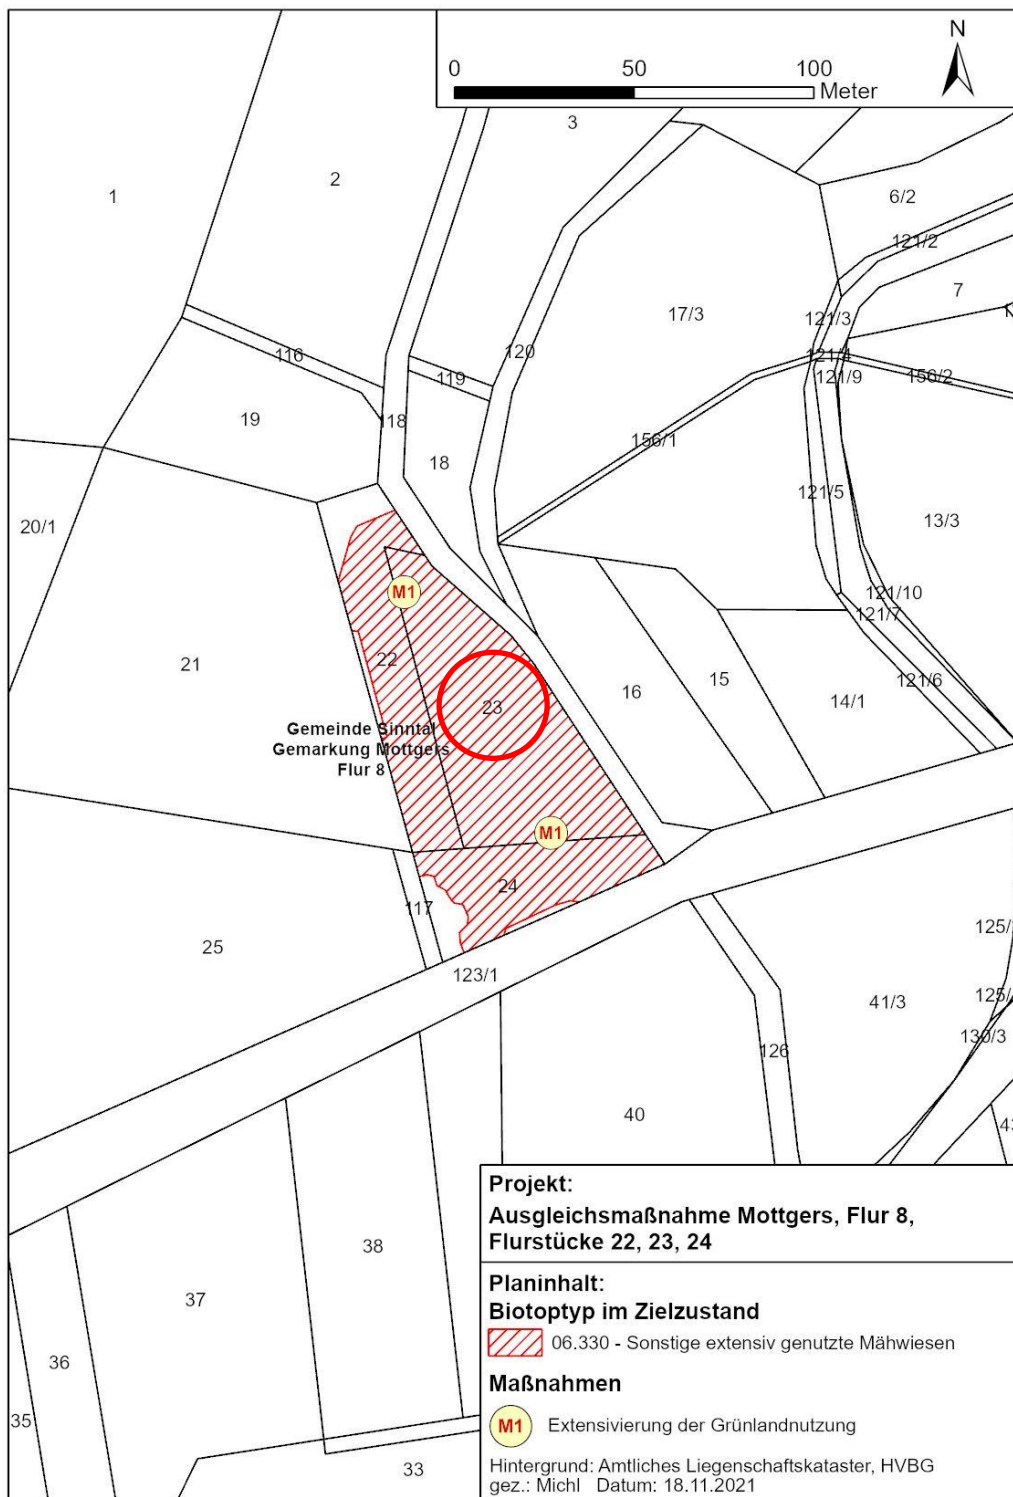 N
0 50 100
Meter
3
2
1
6/2
121/2
7
17/3
121/3
120
116
119
121/4
121/9
156/2
19
118
156/1
18
121/5
20/1
13/3
M1
121/10
121/7
22
21
121/6
15
16
14/1
23
Gemeinde Sinntal
Gemarkung Mottgers
Flur 8
M1
24
117
25
123/1
41/3
126
130/3
40
38
37
36
35
33
Projekt:
Ausgleichsmaßnahme Mottgers, Flur 8,
Flurstücke 22, 23, 24
Planinhalt:
Biotoptyp im Zielzustand
06.330 - Sonstige extensiv genutzte Mähwiesen
Maßnahmen
M1 Extensivierung der Grünlandnutzung
Hintergrund: Amtliches Liegenschaftskataster, HVBG
gez.: Michl Datum: 18.11.2021